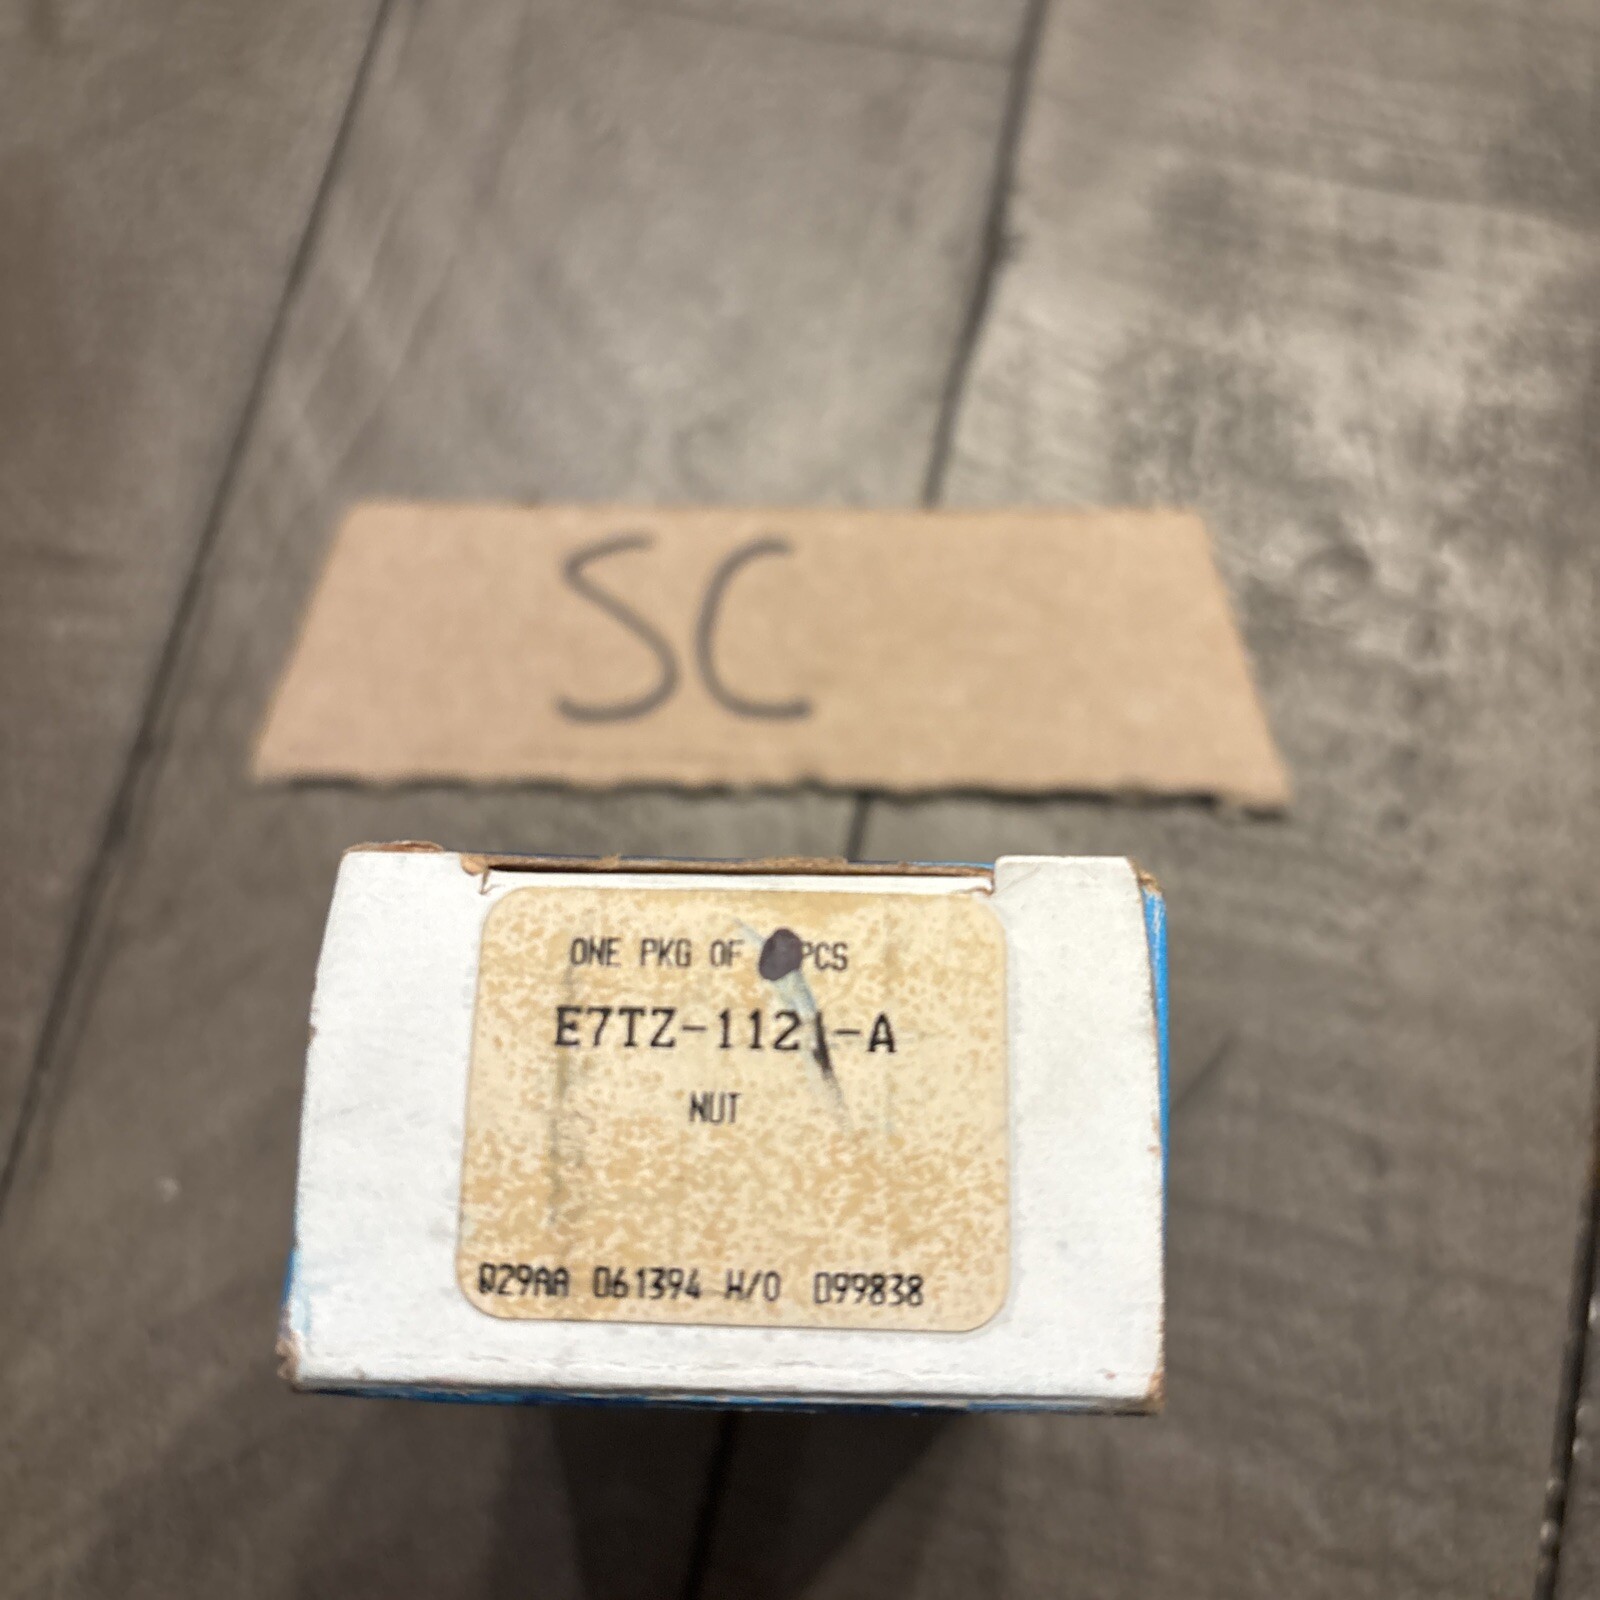 SC
ONE PKG OF PCS
E7TZ-1121-A
NUT
Q29AA 061394 W/O D99838